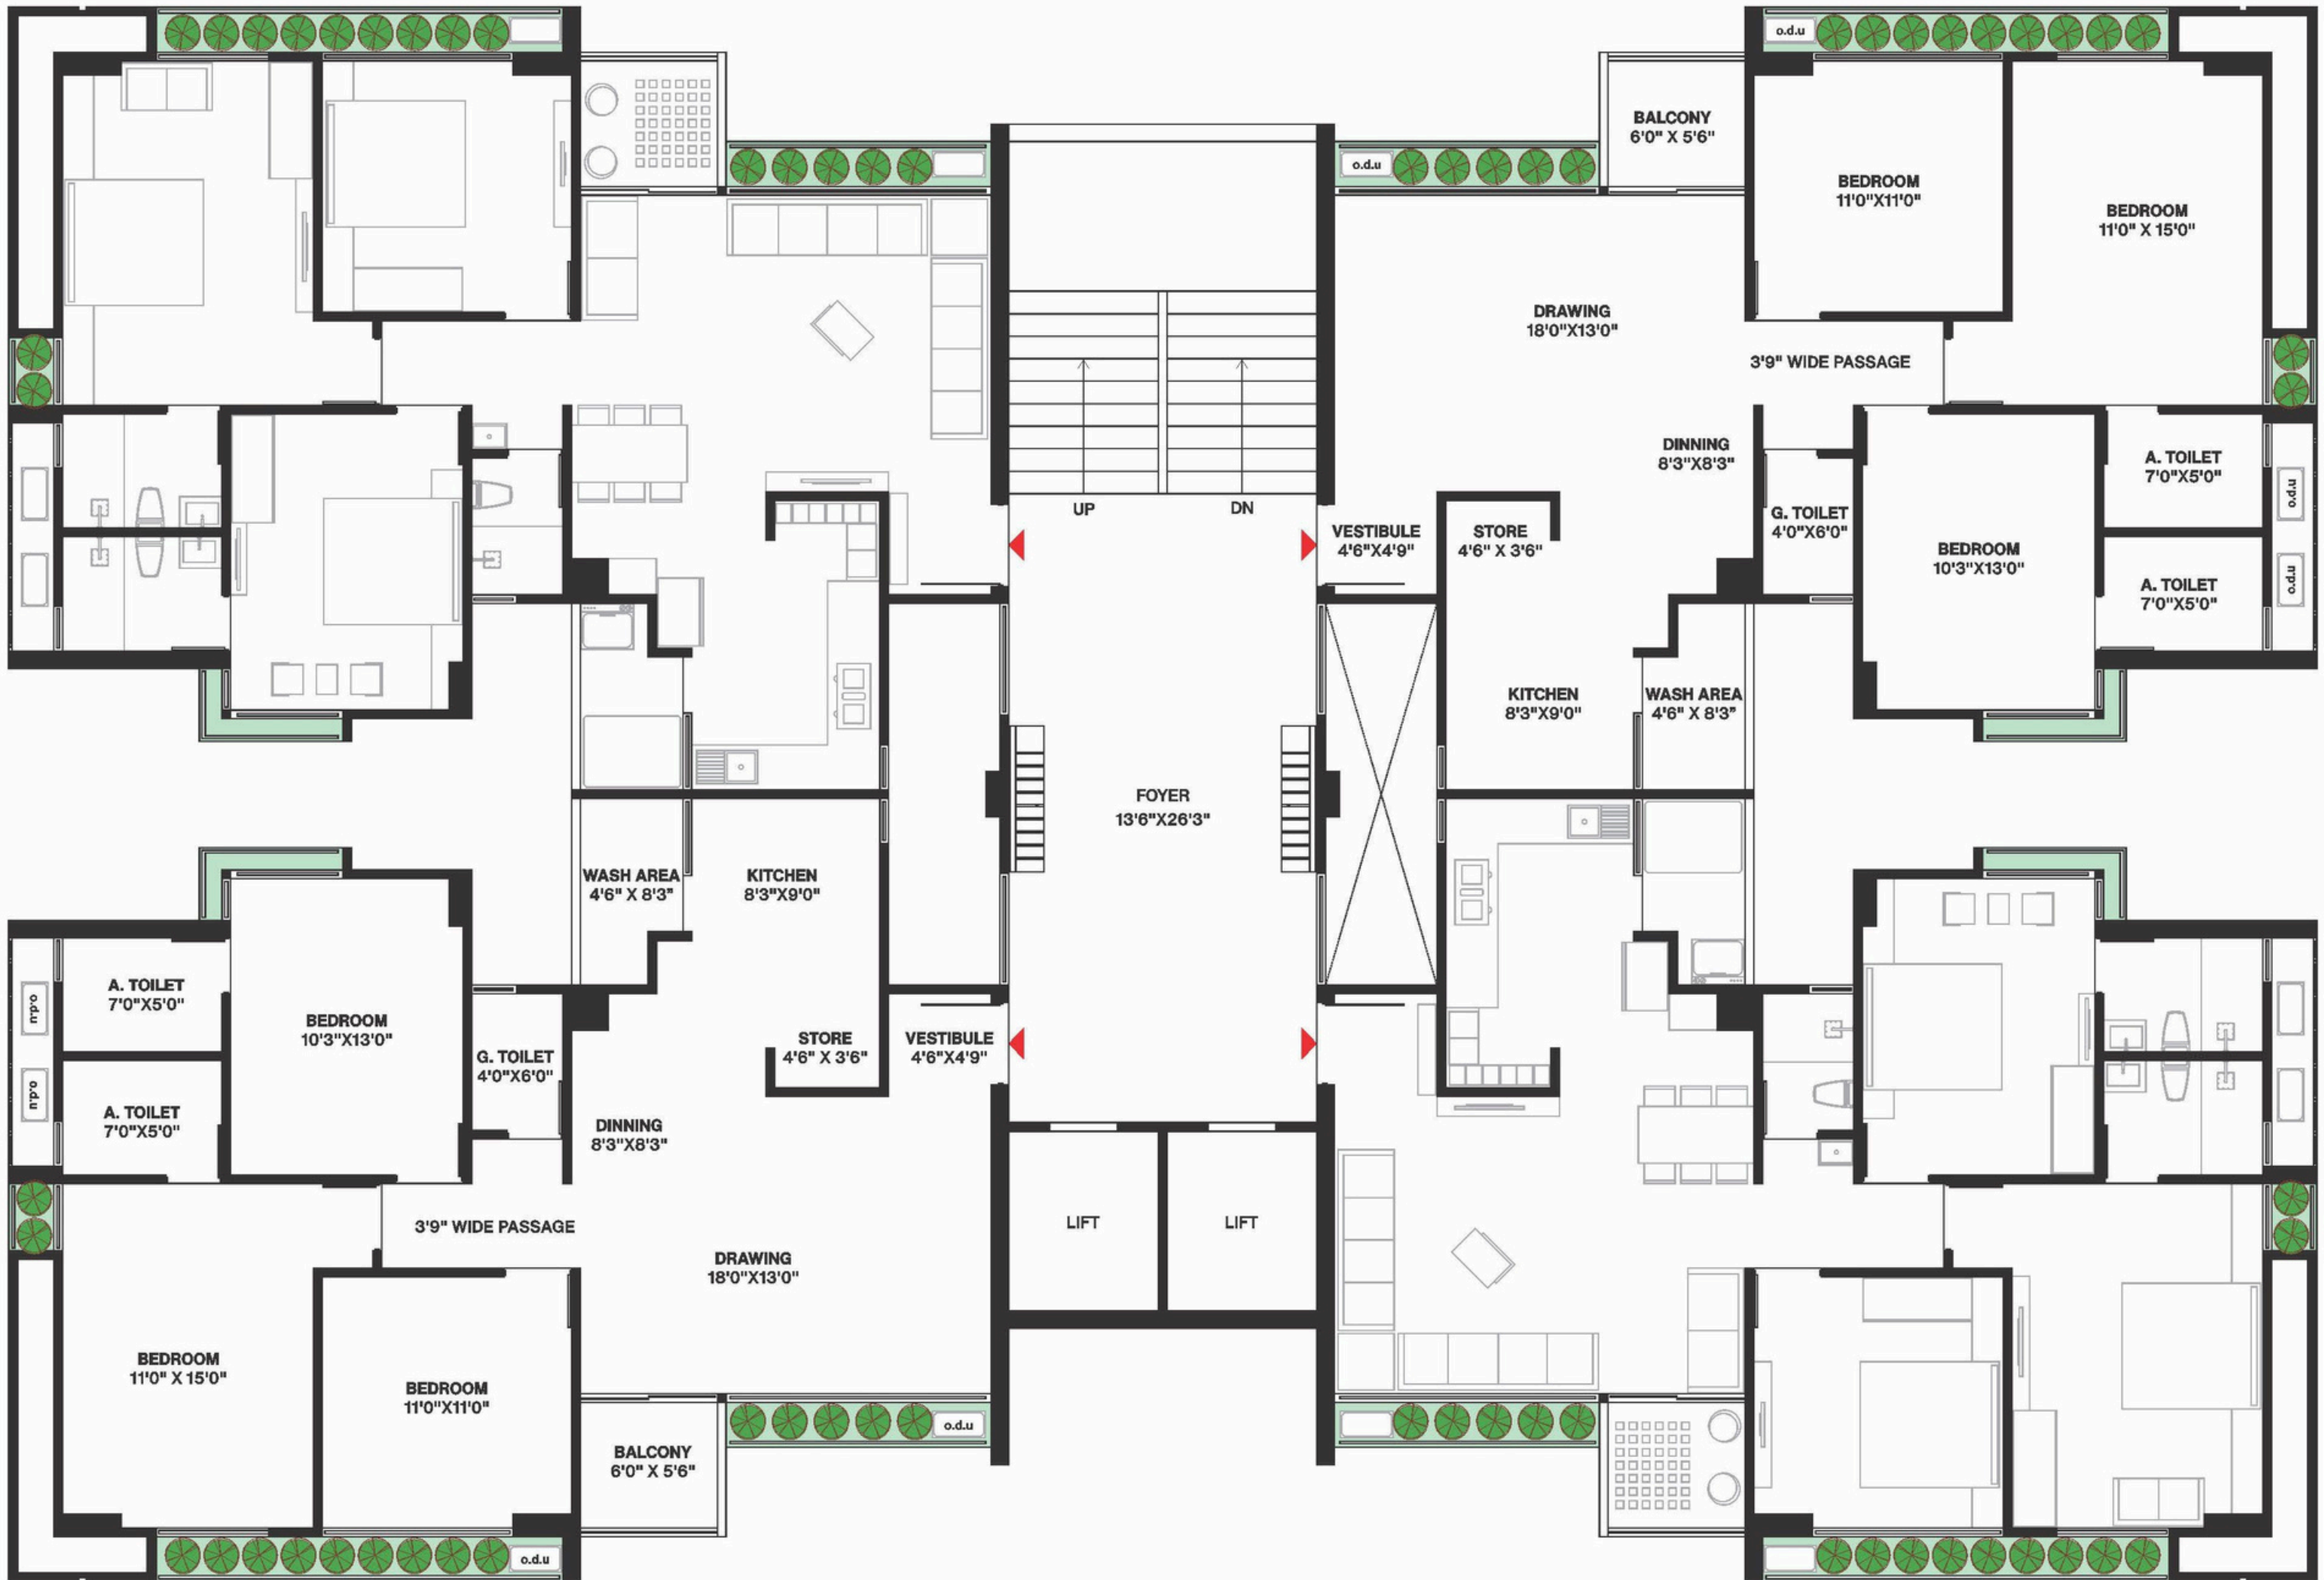 o.d.u
BALCONY
6'0" X 5'6"
o.d.u
BEDROOM
11'0"X11'0"
BEDROOM
11'0" X 15'0"
DRAWING
18'0"X13'0"
3'9" WIDE PASSAGE
DINNING
8'3"X8'3"
A. TOILET
7'0"X5'0"
o.d.u
G. TOILET
4'0"X6'0"
UP
DN
VESTIBULE
4'6"X4'9"
STORE
4'6" X 3'6"
BEDROOM
10'3"X13'0"
A. TOILET
7'0"X5'0"
o.d.u
KITCHEN
8'3"X9'0"
WASH AREA
4'6" X 8'3"
FOYER
13'6"X26'3"
WASH AREA
4'6" X 8'3"
KITCHEN
8'3"X9'0"
A. TOILET
7'0"X5'0"
o.d.u
BEDROOM
10'3"X13'0"
STORE
4'6" X 3'6"
VESTIBULE
4'6"X4'9"
G. TOILET
4'0"X6'0"
o.d.u
A. TOILET
7'0"X5'0"
DINNING
8'3"X8'3"
3'9" WIDE PASSAGE
LIFT
LIFT
DRAWING
18'0"X13'0"
BEDROOM
11'0" X 15'0"
BEDROOM
11'0"X11'0"
o.d.u
BALCONY
6'0" X 5'6"
o.d.u